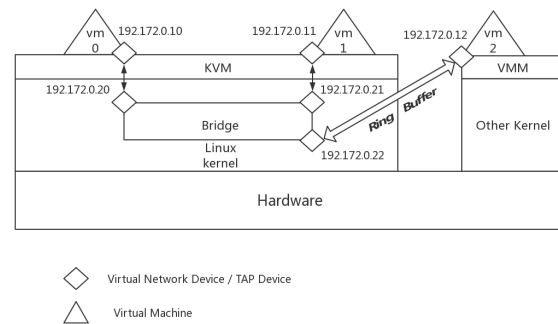 192.172.0.10
192.172.0.11
192.172.0.12
vm
0
vm
1
vm
2
KVM
VMM
192.172.0.20
192.172.0.21
Ring Buffer
Bridge
Other Kernel
Linux
kernel
192.172.0.22
Hardware
Virtual Network Device / TAP Device
Virtual Machine